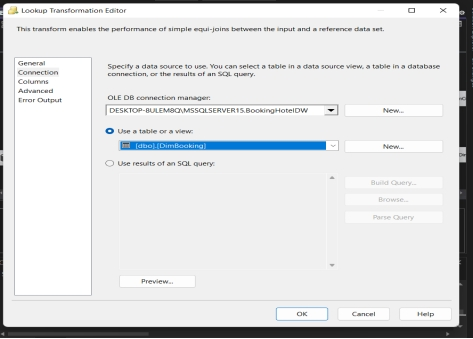 Lookup Transformation Editor
This transform enables the performance of simple equi-joins between the input and a reference data set.
General
Connection
Columns
Advanced
Error Output
Specify a data source to use. You can select a table in a data source view, a table in a database
connection, or the results of an SQL query.
OLE DB connection manager:
DESKTOP-8ULEM8Q\MSSQLSERVER15.BookingHotelDW
New...
Use a table or a view:
[dbo].[DimBooking]
New...
Use results of an SQL query:
Build Query...
Browse...
Parse Query
Preview...
OK
Cancel
Help